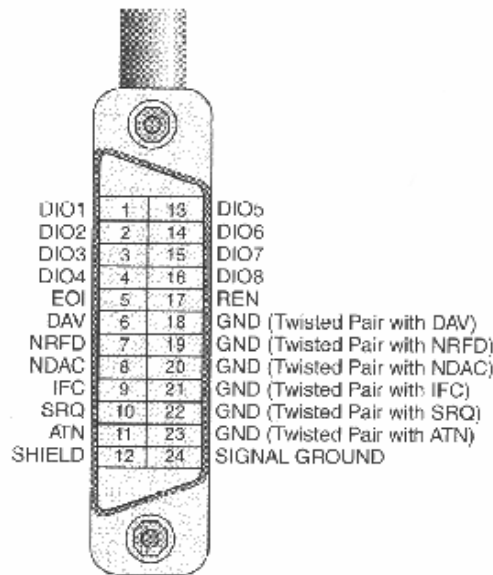 DIO1 1 13 DIO5
DIO2 2 14 DIO6
DIO3 3 15 DIO7
DIO4 4 16 DIO8
EOI 5 17 REN
DAV 6 18 GND (Twisted Pair with DAV)
NRFD 7 19 GND (Twisted Pair with NRFD)
NDAC 8 20 GND (Twisted Pair with NDAC)
IFC 9 21 GND (Twisted Pair with IFC)
SRQ 10 22 GND (Twisted Pair with SRQ)
ATN 11 23 GND (Twisted Pair with ATN)
SHIELD 12 24 SIGNAL GROUND